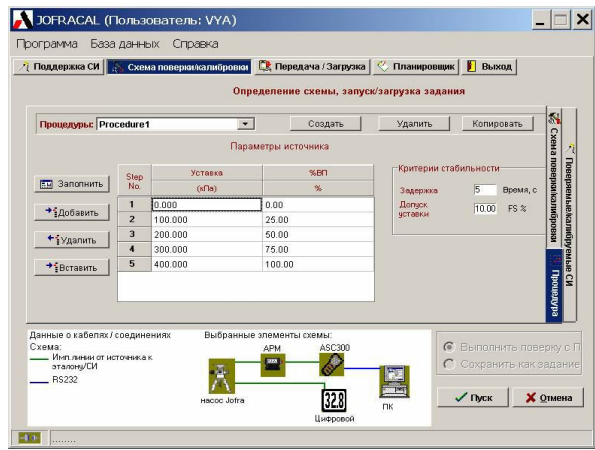 JOFRACAL (Пользователь: VYA)
Программа База данных Справка
Поддержка СИ Схема поверки/калибровки Передача / Загрузка Планировщик Выход
Определение схемы, запуск/загрузка задания
Процедуры: Procedure1 Создать Удалить Копировать
Параметры источника
Заполнить
Добавить
Удалить
Вставить
Step No. Уставка (кПа) %ВП %
1 0.000 0.00
2 100.000 25.00
3 200.000 50.00
4 300.000 75.00
5 400.000 100.00
Критерии стабильности
Задержка 5 Время, с
Допуск уставки 10.00 FS %
Схема поверки/калибровки
Процедура
Поверяемые/калибруемые СИ
Данные о кабелях / соединениях
Схема:
Имп.линии от источника к эталону/СИ
RS232
Выбранные элементы схемы:
APM ASC300
насос Jofra
32.8
Цифровой
ПК
Выполнить поверку с П
Сохранить как задание
Пуск Отмена
........